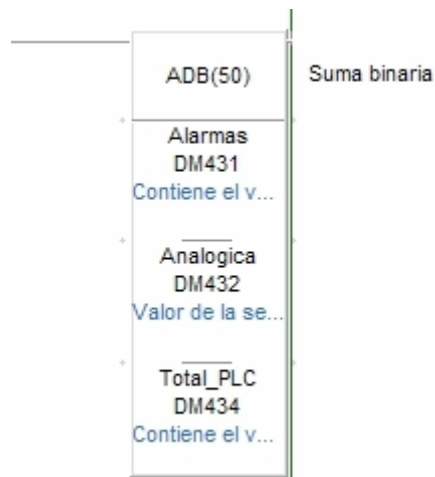 ADB(50)
Suma binaria
Alarmas
DM431
Contiene el v...
Analogica
DM432
Valor de la se...
Total_PLC
DM434
Contiene el v...